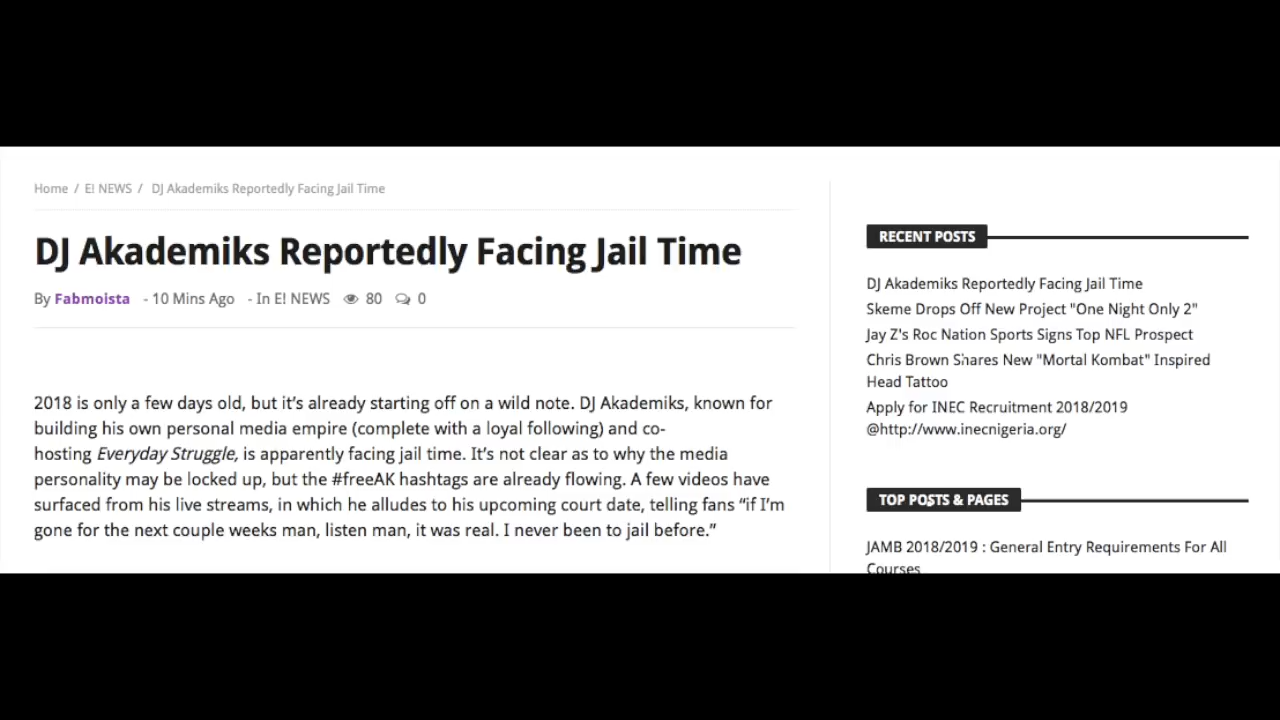 Home / E! NEWS / DJ Akademiks Reportedly Facing Jail Time
DJ Akademiks Reportedly Facing Jail Time
By Fabmoista - 10 Mins Ago - In E! NEWS 80 0
2018 is only a few days old, but it's already starting off on a wild note. DJ Akademiks, known for
building his own personal media empire (complete with a loyal following) and co-
hosting Everyday Struggle, is apparently facing jail time. It's not clear as to why the media
personality may be locked up, but the #freeAK hashtags are already flowing. A few videos have
surfaced from his live streams, in which he alludes to his upcoming court date, telling fans “if I'm
gone for the next couple weeks man, listen man, it was real. I never been to jail before.”
RECENT POSTS
DJ Akademiks Reportedly Facing Jail Time
Skeme Drops Off New Project "One Night Only 2"
Jay Z's Roc Nation Sports Signs Top NFL Prospect
Chris Brown Shares New "Mortal Kombat" Inspired
Head Tattoo
Apply for INEC Recruitment 2018/2019
@http://www.inecnigeria.org/
TOP POSTS & PAGES
JAMB 2018/2019 : General Entry Requirements For All
Courses